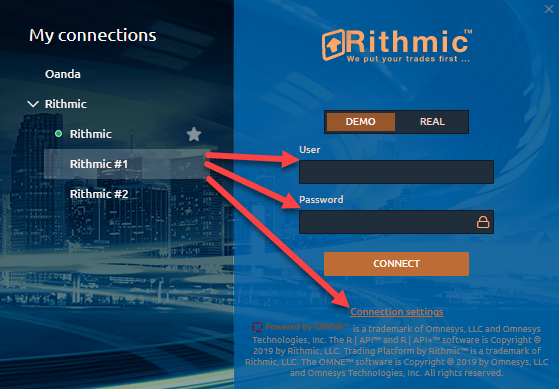 My connections
Oanda
Rithmic
Rithmic
Rithmic #1
Rithmic #2
Rithmic™
We put your trades first ...
DEMO REAL
User
Password
CONNECT
Connection settings
Powered by OMNE™ is a trademark of Omnesys, LLC and Omnesys
Technologies, Inc. The R | API™ and R | API+™ software is Copyright ©
2019 by Rithmic, LLC. Trading Platform by Rithmic™ is a trademark of
Rithmic, LLC. The OMNE™ software is Copyright © 2019 by Omnesys, LLC
and Omnesys Technologies, Inc. All rights reserved.